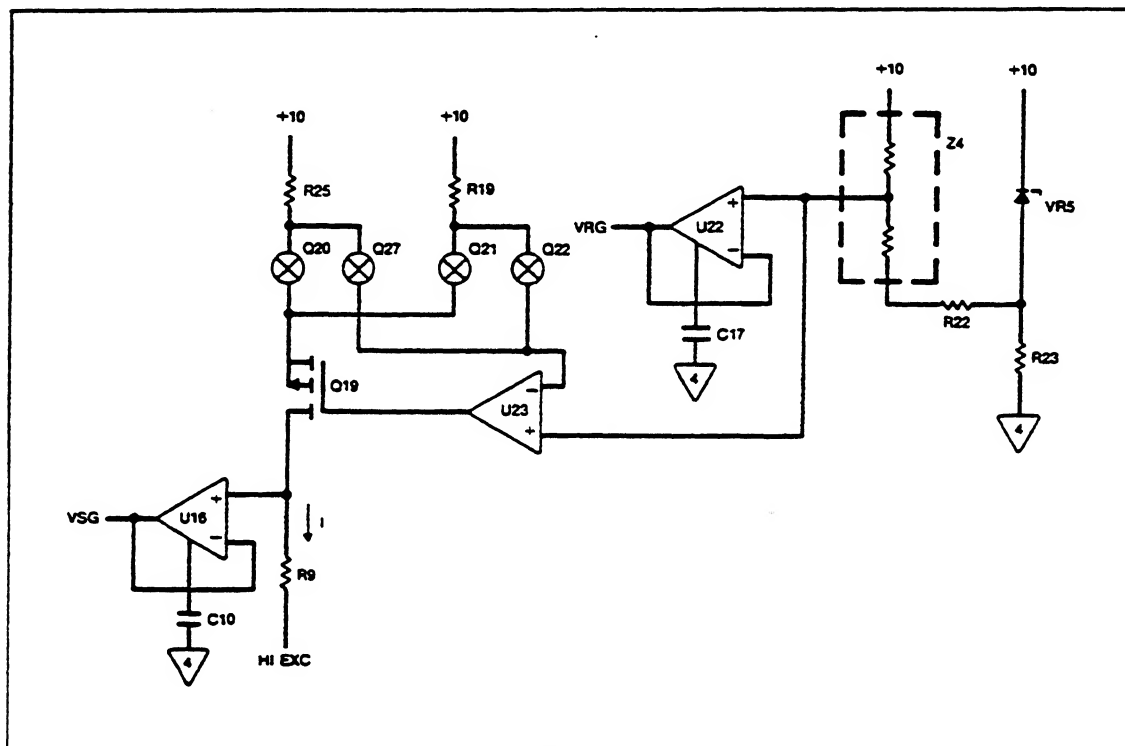 +10 +10
+10 +10
Z4
R25 R19
VR5
Q20 Q27 Q21 Q22
VRG U22 + −
R22
C17
R23
4
Q19
U23 − +
4
VSG U16 + −
I
R9
C10
4
HI EXC